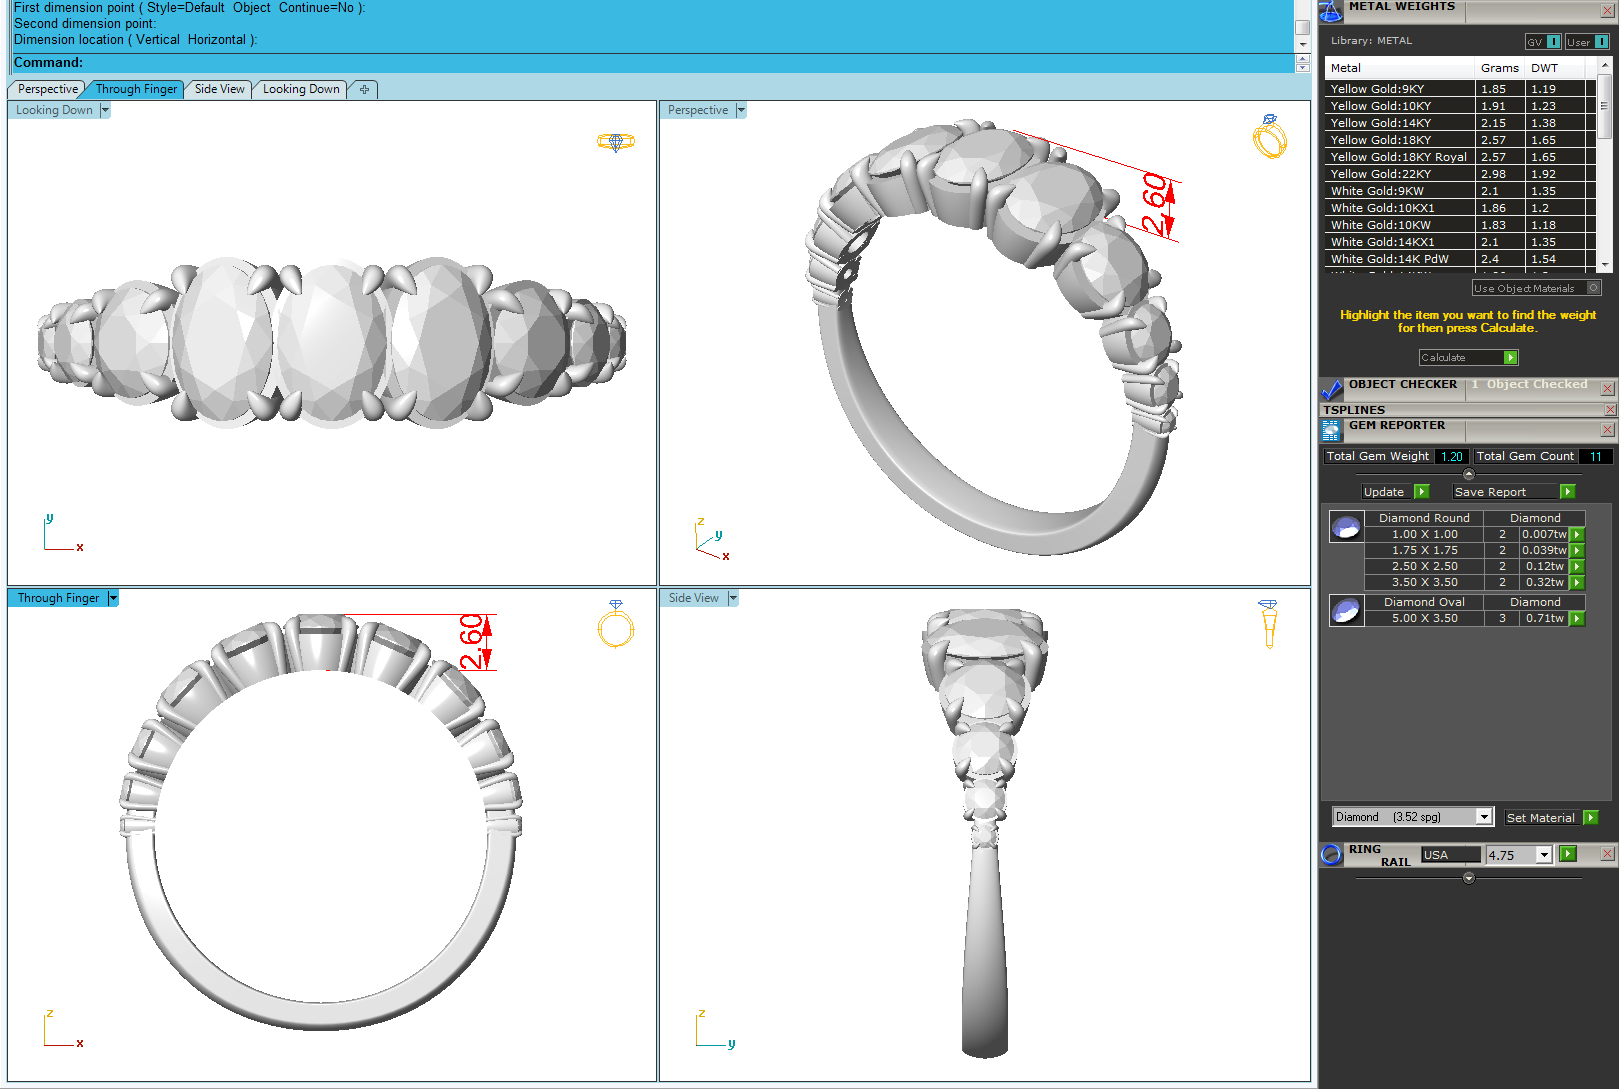 First dimension point ( Style=Default  Object  Continue=No ):
Second dimension point:
Dimension location ( Vertical  Horizontal ):
Command:
Perspective
Through Finger
Side View
Looking Down
Looking Down
y
x
Perspective
2.60
z
y
x
Through Finger
2.60
z
x
Side View
z
y
METAL WEIGHTS
Library: METAL
GV
User
Metal Grams DWT
Yellow Gold:9KY 1.85 1.19
Yellow Gold:10KY 1.91 1.23
Yellow Gold:14KY 2.15 1.38
Yellow Gold:18KY 2.57 1.65
Yellow Gold:18KY Royal 2.57 1.65
Yellow Gold:22KY 2.98 1.92
White Gold:9KW 2.1 1.35
White Gold:10KX1 1.86 1.2
White Gold:10KW 1.83 1.18
White Gold:14KX1 2.1 1.35
White Gold:14K PdW 2.4 1.54
Use Object Materials
Highlight the item you want to find the weight
for then press Calculate.
Calculate
OBJECT CHECKER 1 Object Checked
TSPLINES
GEM REPORTER
Total Gem Weight 1.20 Total Gem Count 11
Update Save Report
Diamond Round Diamond
1.00 X 1.00 2 0.007tw
1.75 X 1.75 2 0.039tw
2.50 X 2.50 2 0.12tw
3.50 X 3.50 2 0.32tw
Diamond Oval Diamond
5.00 X 3.50 3 0.71tw
Diamond (3.52 spg) Set Material
RING RAIL USA 4.75